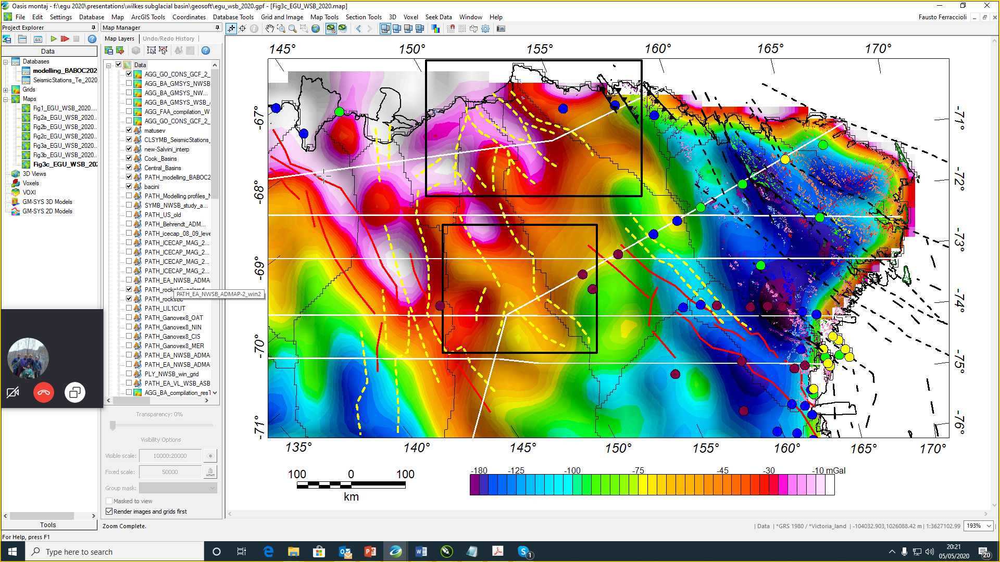 Oasis montaj - f:\egu 2020\presentations\wilkes subglacial basin\geosoft\egu_wsb_2020.gpf - [Fig3c_EGU_WSB_2020.map]
File Edit Settings Database Map ArcGIS Tools Coordinates Database Tools Grid and Image Map Tools Section Tools 3D Voxel Seek Data Window Help
Fausto Ferraccioli
Project Explorer
Data
Databases
modelling_BABOC202
SeismicStations_Te_2020
Grids
Maps
Fig1_EGU_WSB_2020....
Fig2a_EGU_WSB_2020...
Fig2b_EGU_WSB_2020...
Fig2c_EGU_WSB_2020...
Fig3a_EGU_WSB_2020...
Fig3b_EGU_WSB_2020...
Fig3c_EGU_WSB_202
3D Views
Voxels
VOXI
GM-SYS 3D Models
GM-SYS 2D Models
Tools
Map Manager
Map Layers Undo/Redo History
Data
AGG_GO_CONS_GCF_2_
AGG_BA_GMSYS_NWSB
AGG_BA_GMSYS_NW...
AGG_BA_GMSYS_WSB_
AGG_FAA_compilation_W
AGG_GO_CONS_GCF_2_
matusev
CLSYMB_SeismicStations_
new-Salvini_interp
Cook_Basins
Central_Basins
PATH_modelling_BABOC2
bacini
PATH_Modelling profiles_N
SYMB_NWSB_study_a...
PATH_US_old
PATH_Behrendt_ADM...
PATH_icecap_08_09_leve
PATH_ICECAP_MAG_2...
PATH_ICECAP_MAG_2...
PATH_ICECAP_MAG_2...
PATH_ICECAP_MAG_2...
PATH_EA_NWSB_ADMA
PATH_EA_NWSB_ADMAP-2_win2
PATH_LIL1CUT
PATH_Ganovex8_OAT
PATH_Ganovex8_NIN
PATH_Ganovex8_CIS
PATH_Ganovex8_MER
PATH_EA_NWSB_ADMA
PATH_EA_NWSB_ADMA
PLY_NWSB_win_grid
PATH_EA_VL_WSB_ASB
AGG_BA_compilation_resT
Transparency: 0%
Visibility Options
Visible scale: 10000:20000
Fixed scale: 50000
Group mask:
Masked to view
Render images and grids first
145° 150° 155° 160° 165° 170°
-67°
-68°
-69°
-70°
-71°
-71°
-72°
-73°
-74°
-75°
-76°
135° 140° 145° 150° 155° 160° 165° 170°
100 0 100
km
-180 -125 -100 -75 -45 -30 -10 mGal
Zoom Complete.
Data | *GRS 1980 / *Victoria_land | -104032.903,1026088.42 m | 1:3627102.99 193%
For Help, press F1
Type here to search
1
20:21
05/05/2020
20